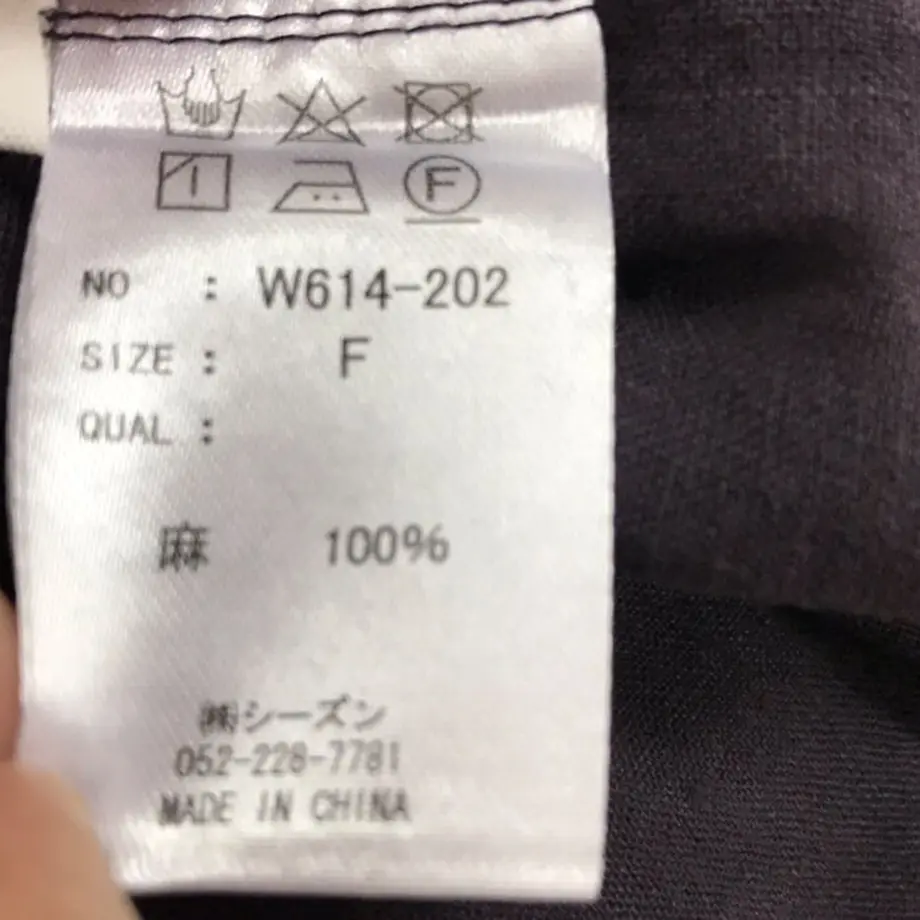 F
NO : W614-202
SIZE : F
QUAL :
麻 100%
㈱シーズン
052-228-7781
MADE IN CHINA